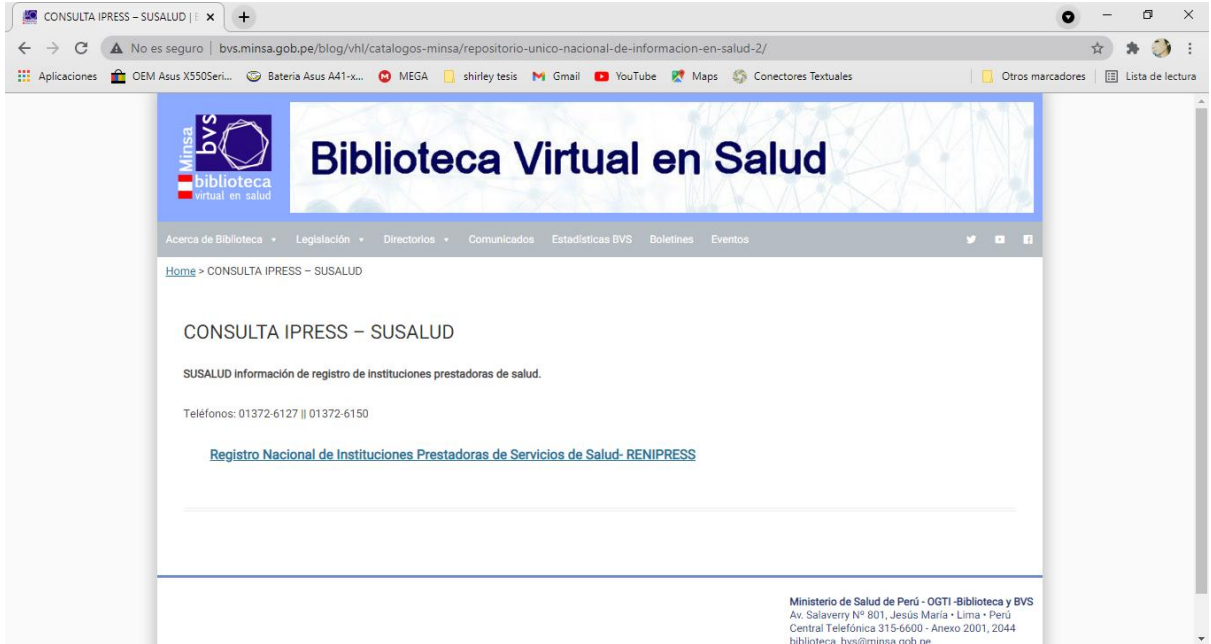 CONSULTA IPRESS – SUSALUD |
No es seguro | bvs.minsa.gob.pe/blog/vhl/catalogos-minsa/repositorio-unico-nacional-de-informacion-en-salud-2/
Aplicaciones OEM Asus X550Seri... Bateria Asus A41-x... MEGA shirley tesis Gmail YouTube Maps Conectores Textuales Otros marcadores Lista de lectura
Minsa
bvs
biblioteca
virtual en salud
Biblioteca Virtual en Salud
Acerca de Biblioteca Legislación Directorios Comunicados Estadísticas BVS Boletines Eventos
Home > CONSULTA IPRESS – SUSALUD
CONSULTA IPRESS – SUSALUD
SUSALUD información de registro de instituciones prestadoras de salud.
Teléfonos: 01372-6127 || 01372-6150
Registro Nacional de Instituciones Prestadoras de Servicios de Salud- RENIPRESS
Ministerio de Salud de Perú - OGTI -Biblioteca y BVS
Av. Salaverry Nº 801, Jesús María • Lima • Perú
Central Telefónica 315-6600 - Anexo 2001, 2044
biblioteca_bvs@minsa.gob.pe